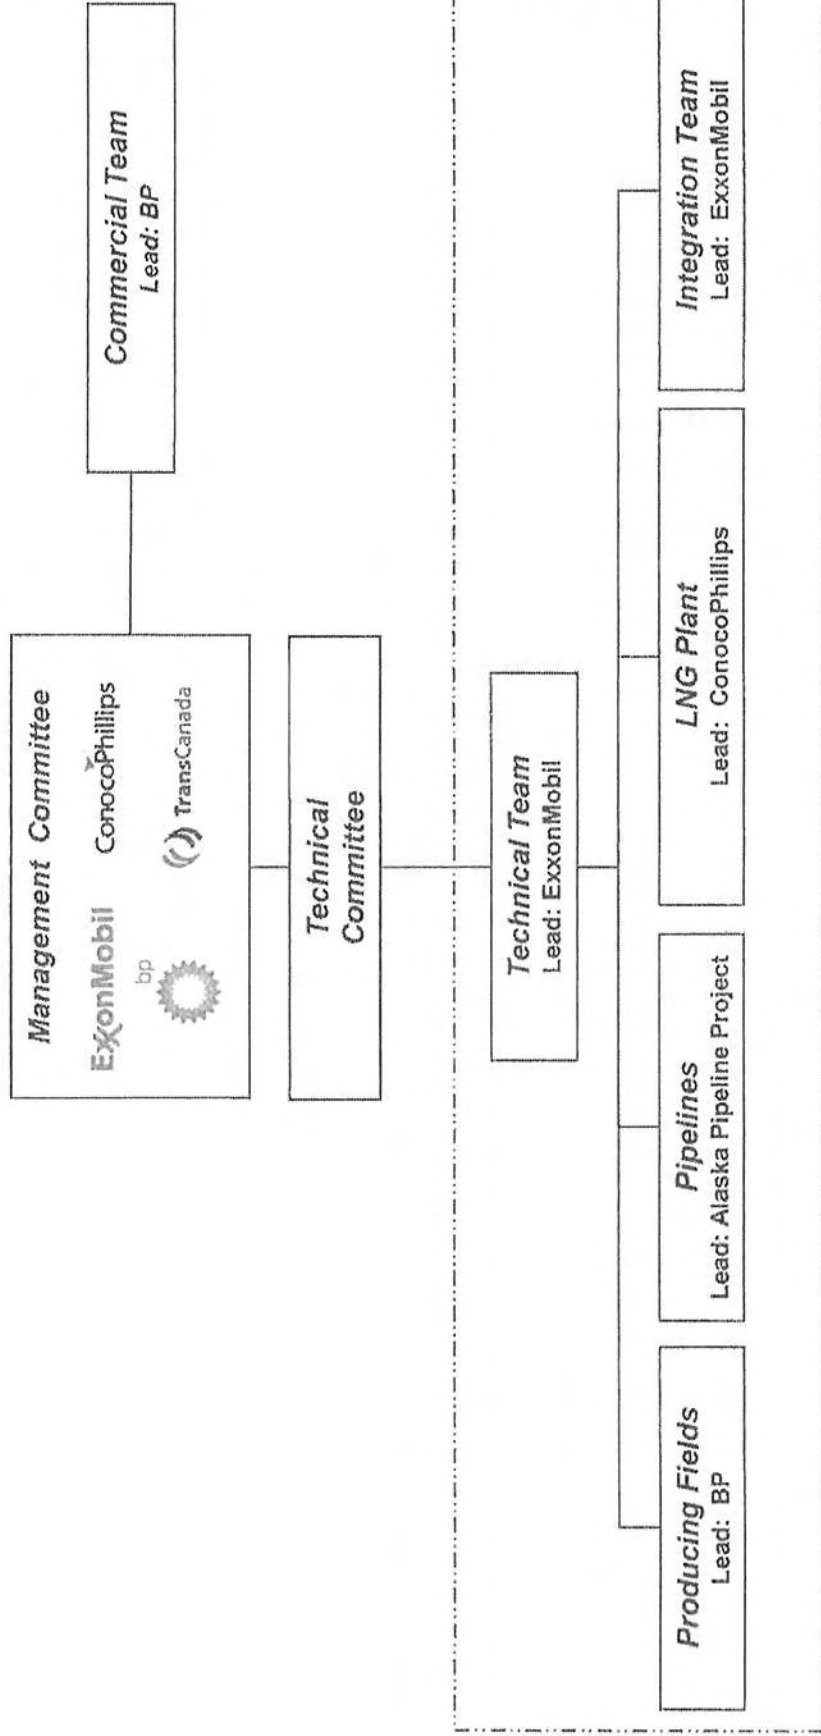 Management Committee
ExxonMobil
ConocoPhillips
bp
TransCanada
Commercial Team
Lead: BP
Technical
Committee
Technical Team
Lead: ExxonMobil
Producing Fields
Lead: BP
Pipelines
Lead: Alaska Pipeline Project
LNG Plant
Lead: ConocoPhillips
Integration Team
Lead: ExxonMobil